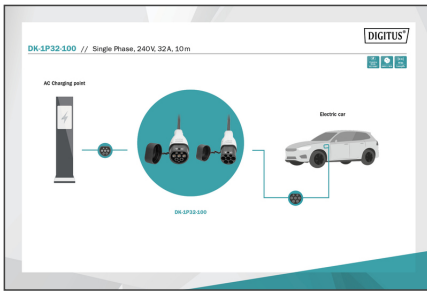 DIGITUS®
DK-1P32-100 // Single Phase, 240V, 32A, 10m
AC Charging point
Electric car
DK-1P32-100